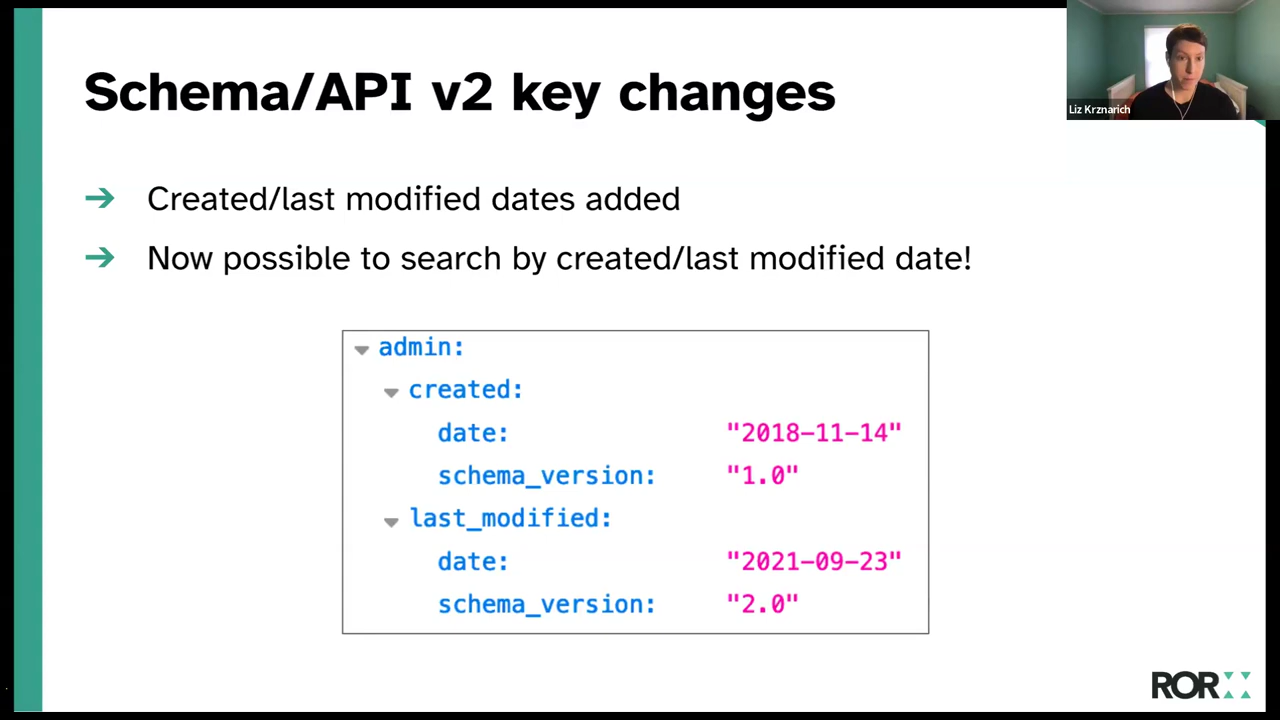 Schema/API v2 key changes
Liz Krznarich
➔ Created/last modified dates added
➔ Now possible to search by created/last modified date!
admin:
created:
date: "2018-11-14"
schema_version: "1.0"
last_modified:
date: "2021-09-23"
schema_version: "2.0"
ROR